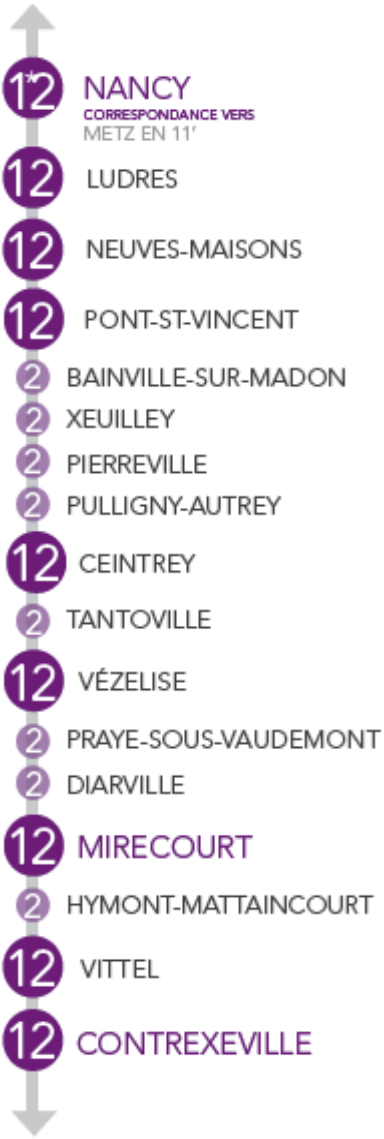 12* NANCY
CORRESPONDANCE VERS
METZ EN 11'
12 LUDRES
12 NEUVES-MAISONS
12 PONT-ST-VINCENT
2 BAINVILLE-SUR-MADON
2 XEUILLEY
2 PIERREVILLE
2 PULLIGNY-AUTREY
12 CEINTREY
2 TANTOVILLE
12 VÉZELISE
2 PRAYE-SOUS-VAUDEMONT
2 DIARVILLE
12 MIRECOURT
2 HYMONT-MATTAINCOURT
12 VITTEL
12 CONTREXEVILLE